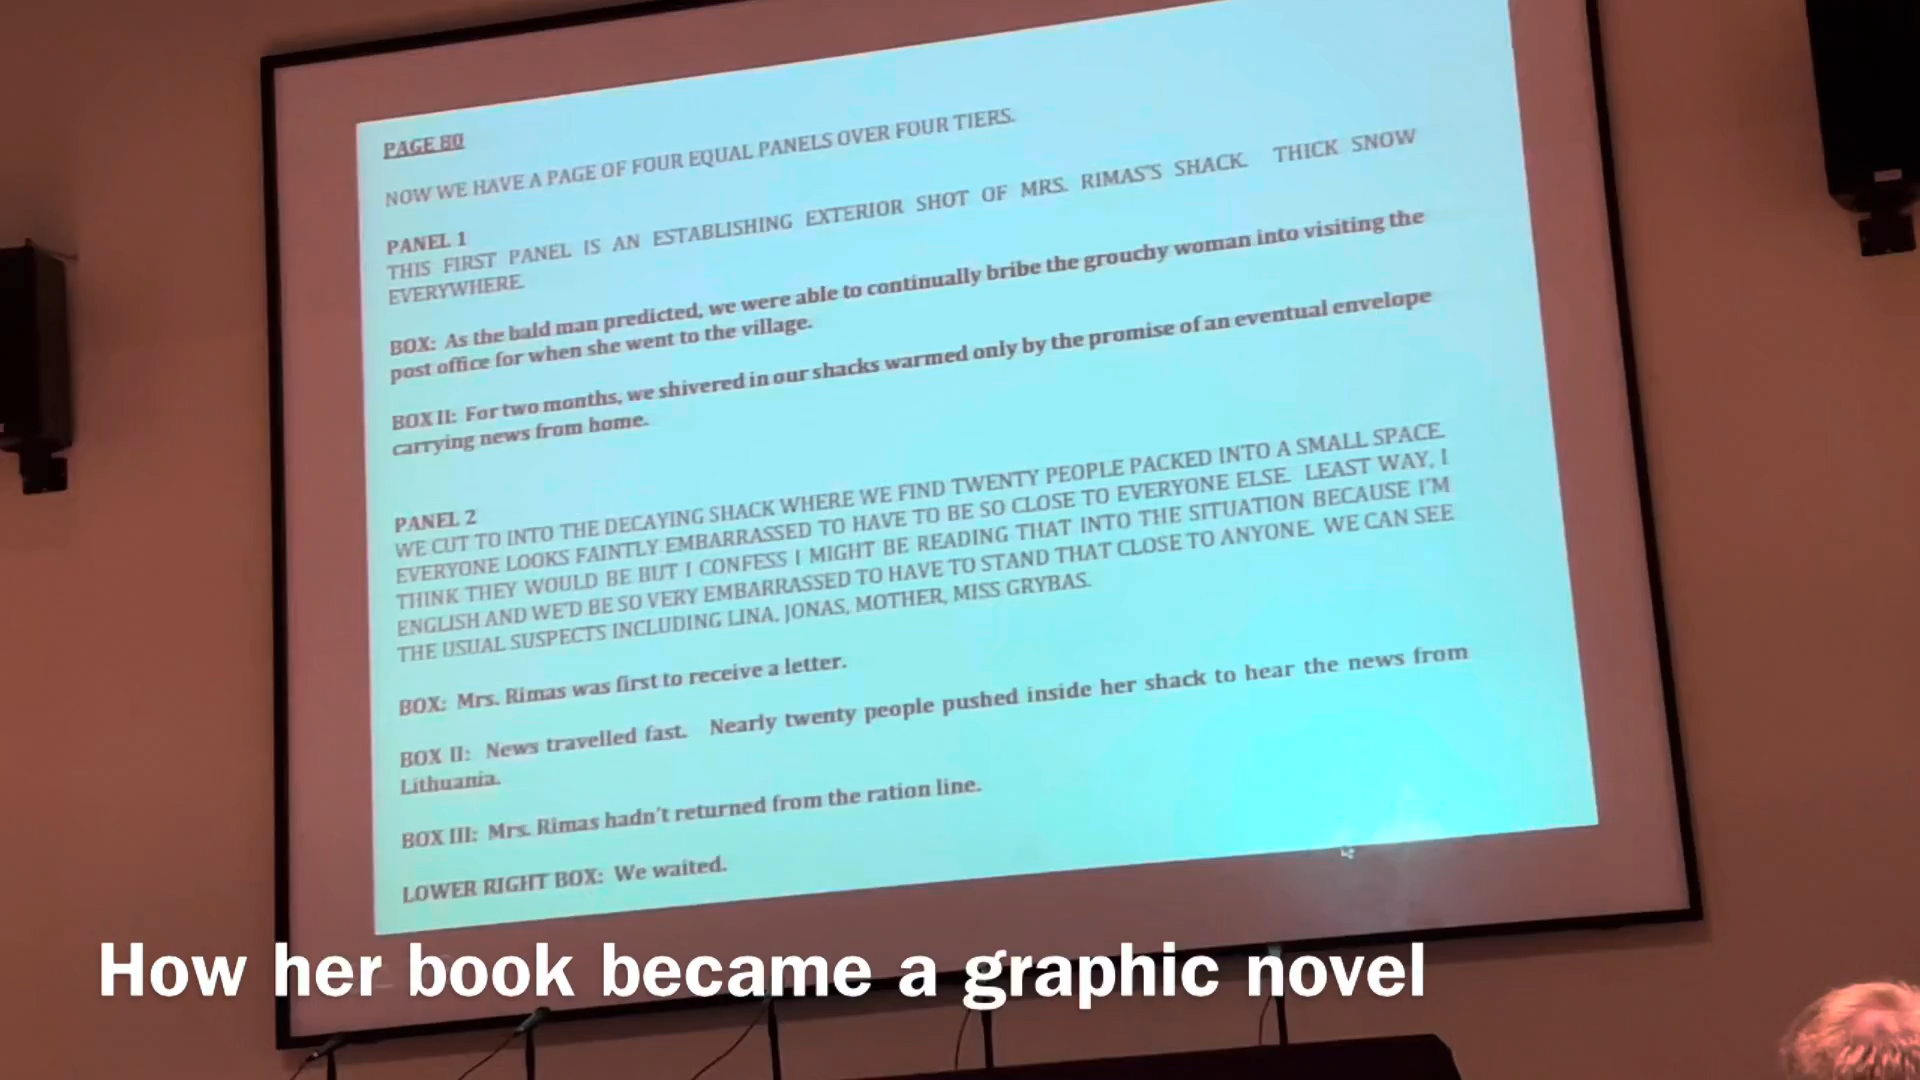 PAGE 80
NOW WE HAVE A PAGE OF FOUR EQUAL PANELS OVER FOUR TIERS.
PANEL 1
THIS FIRST PANEL IS AN ESTABLISHING EXTERIOR SHOT OF MRS. RIMAS'S SHACK. THICK SNOW
EVERYWHERE.
BOX: As the bald man predicted, we were able to continually bribe the grouchy woman into visiting the
post office for when she went to the village.
BOX II: For two months, we shivered in our shacks warmed only by the promise of an eventual envelope
carrying news from home.
PANEL 2
WE CUT TO INTO THE DECAYING SHACK WHERE WE FIND TWENTY PEOPLE PACKED INTO A SMALL SPACE.
EVERYONE LOOKS FAINTLY EMBARRASSED TO HAVE TO BE SO CLOSE TO EVERYONE ELSE. LEAST WAY, I
THINK THEY WOULD BE BUT I CONFESS I MIGHT BE READING THAT INTO THE SITUATION BECAUSE I'M
ENGLISH AND WE'D BE SO VERY EMBARRASSED TO HAVE TO STAND THAT CLOSE TO ANYONE. WE CAN SEE
THE USUAL SUSPECTS INCLUDING LINA, JONAS, MOTHER, MISS GRYBAS.
BOX: Mrs. Rimas was first to receive a letter.
BOX II: News travelled fast. Nearly twenty people pushed inside her shack to hear the news from
Lithuania.
BOX III: Mrs. Rimas hadn't returned from the ration line.
LOWER RIGHT BOX: We waited.
How her book became a graphic novel